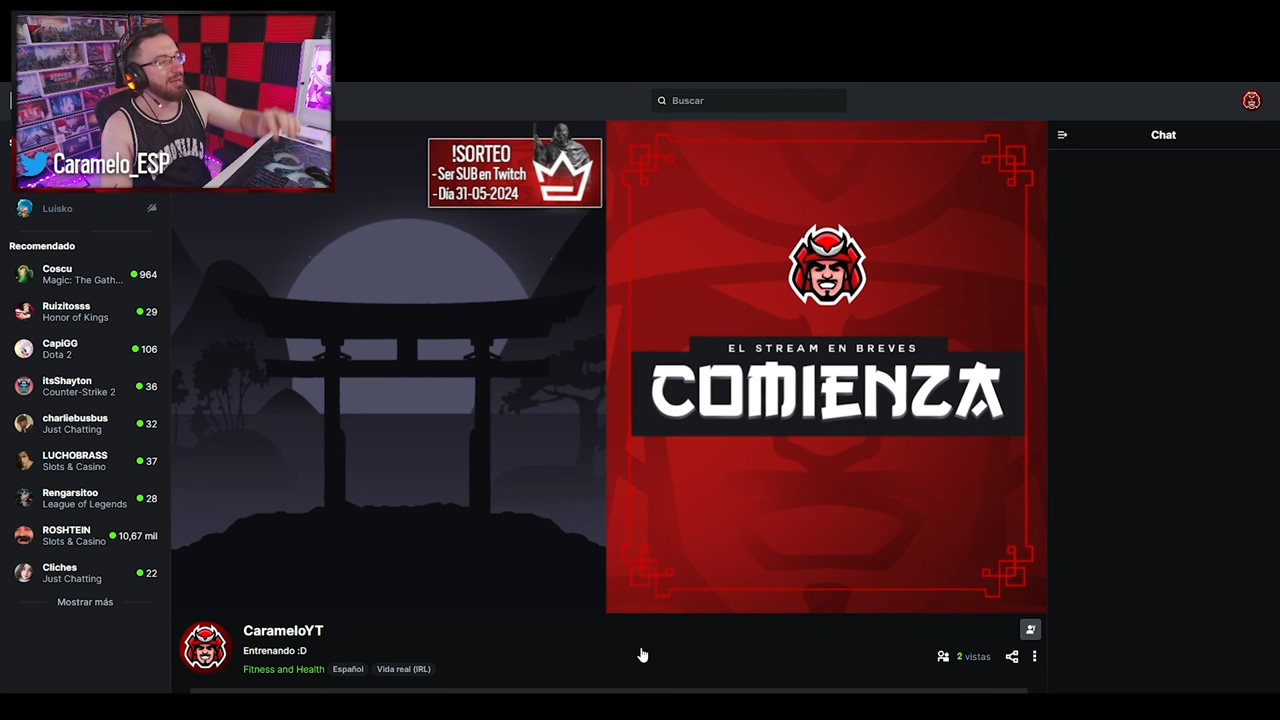 Caramelo_ESP
Buscar
Chat
!SORTEO
- Ser SUB en Twitch
- Día 31-05-2024
Luisko
Recomendado
Coscu
Magic: The Gath...
964
Ruizitosss
Honor of Kings
29
CapiGG
Dota 2
106
itsShayton
Counter-Strike 2
36
charliebusbus
Just Chatting
32
LUCHOBRASS
Slots & Casino
37
Rengarsitoo
League of Legends
28
ROSHTEIN
Slots & Casino
10,67 mil
Cliches
Just Chatting
22
Mostrar más
EL STREAM EN BREVES
COMIENZA
CarameloYT
Entrenando :D
Fitness and Health Español Vida real (IRL)
2 vistas